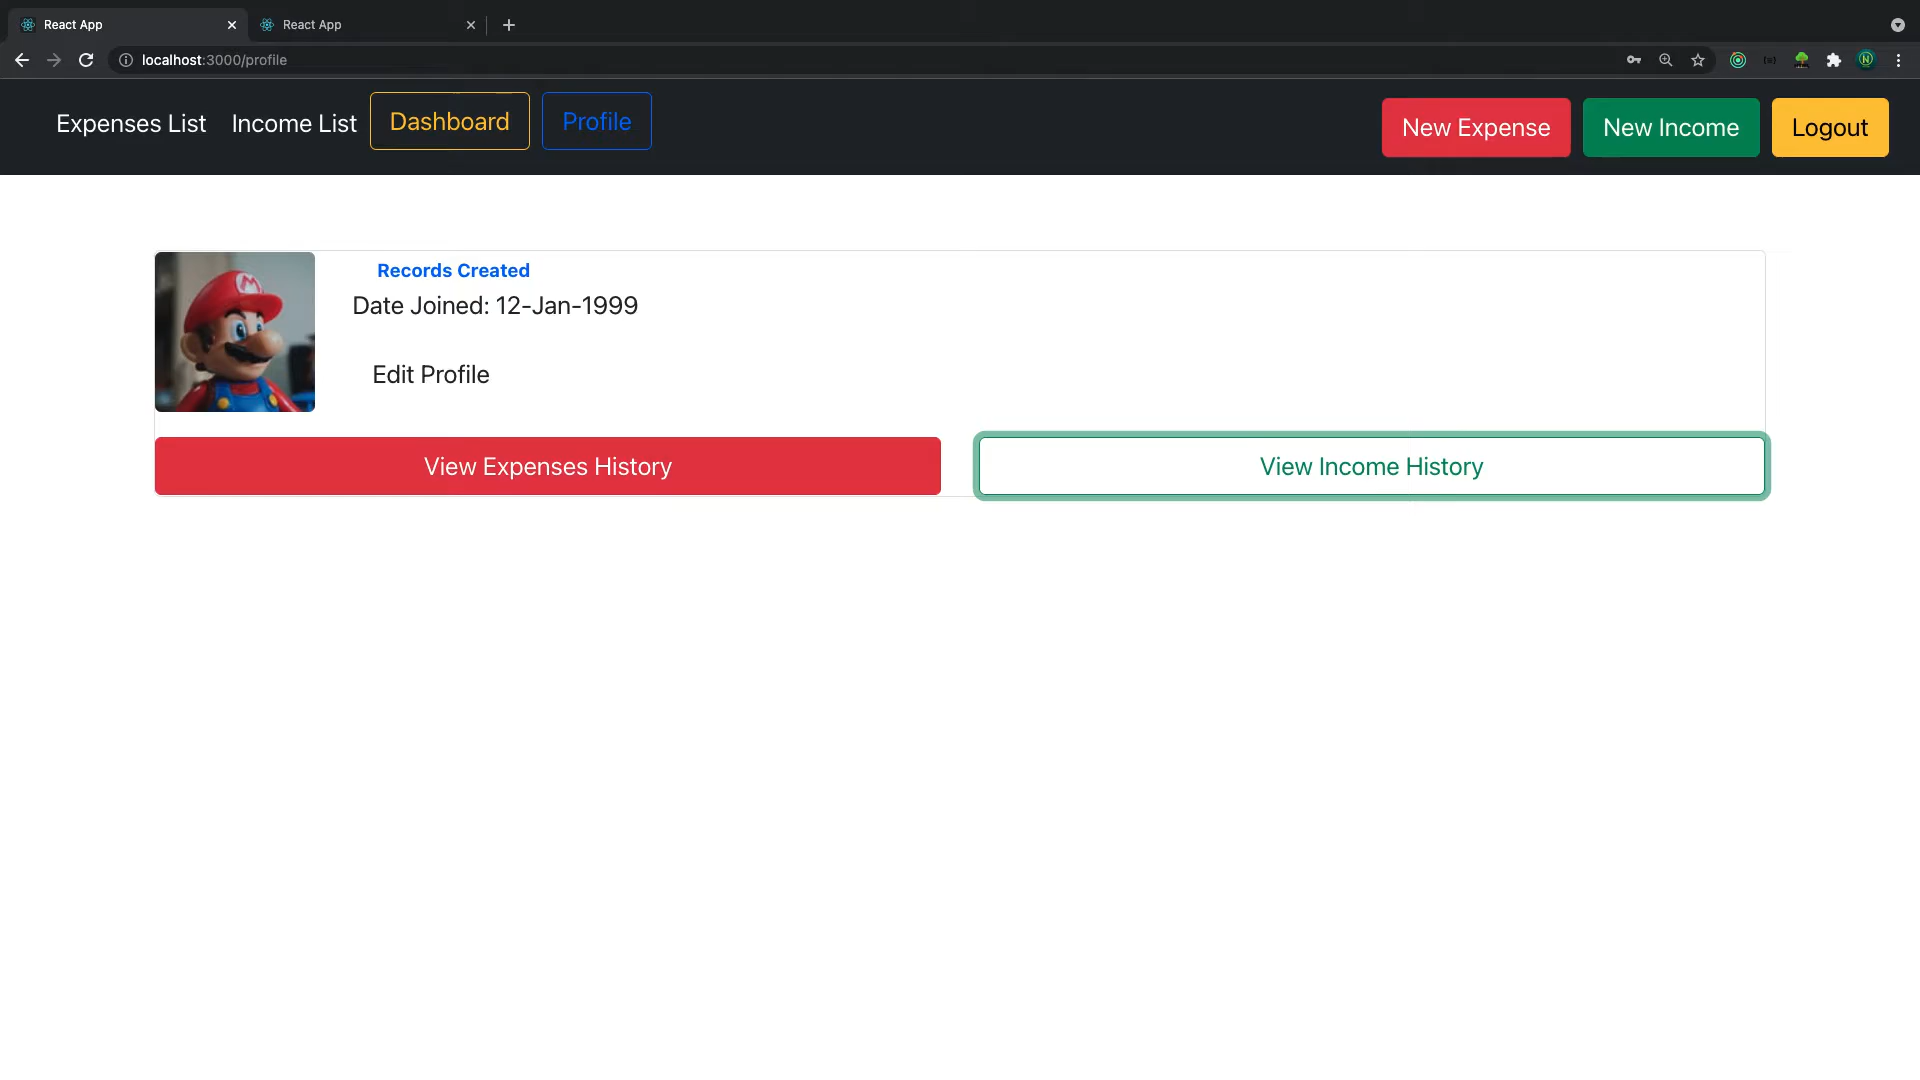 React App
React App
localhost:3000/profile
Expenses List
Income List
Dashboard
Profile
New Expense
New Income
Logout
Records Created
Date Joined: 12-Jan-1999
Edit Profile
View Expenses History
View Income History
M
N